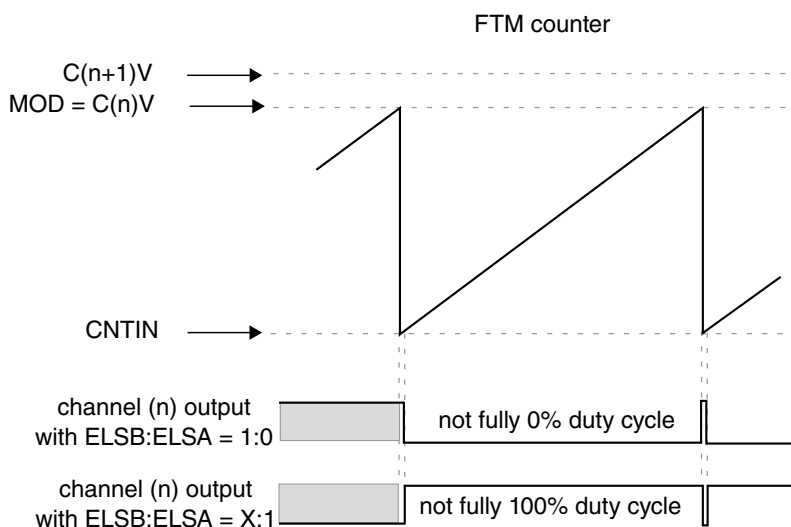 FTM counter
C(n+1)V
MOD = C(n)V
CNTIN
channel (n) output
with ELSB:ELSA = 1:0
not fully 0% duty cycle
channel (n) output
with ELSB:ELSA = X:1
not fully 100% duty cycle